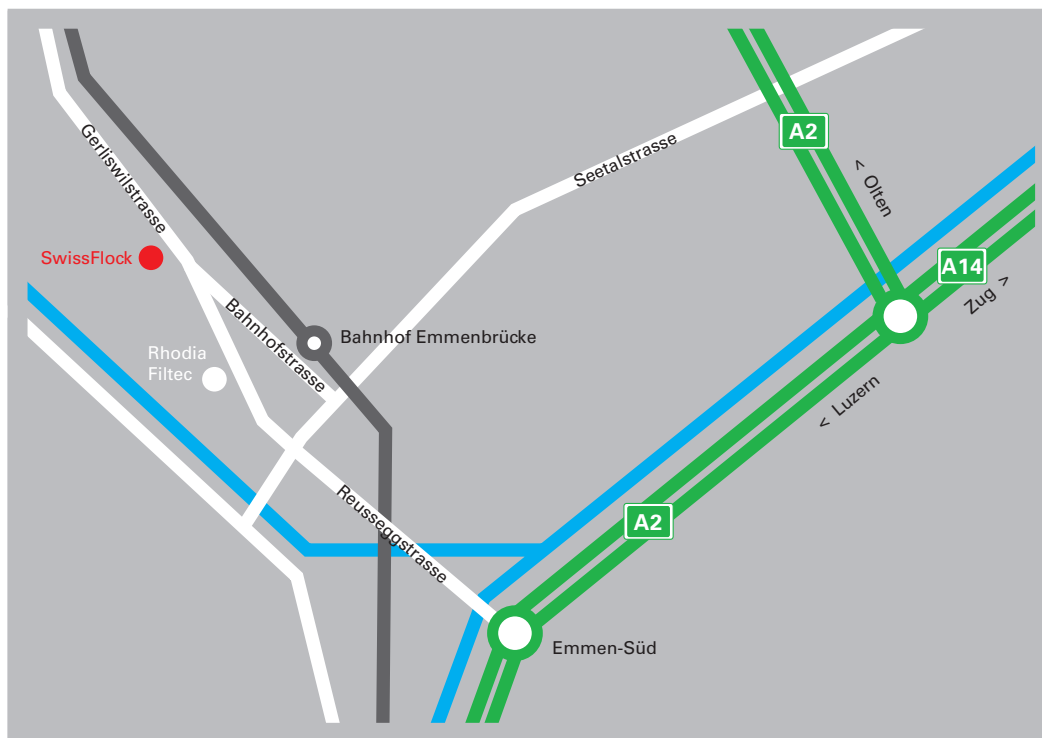 A2
< Olten
Gerliswilstrasse
Seetalstrasse
SwissFlock
A14
Zug >
Bahnhofstrasse
Bahnhof Emmenbrücke
Rhodia
Filtec
< Luzern
Reusseggstrasse
A2
Emmen-Süd